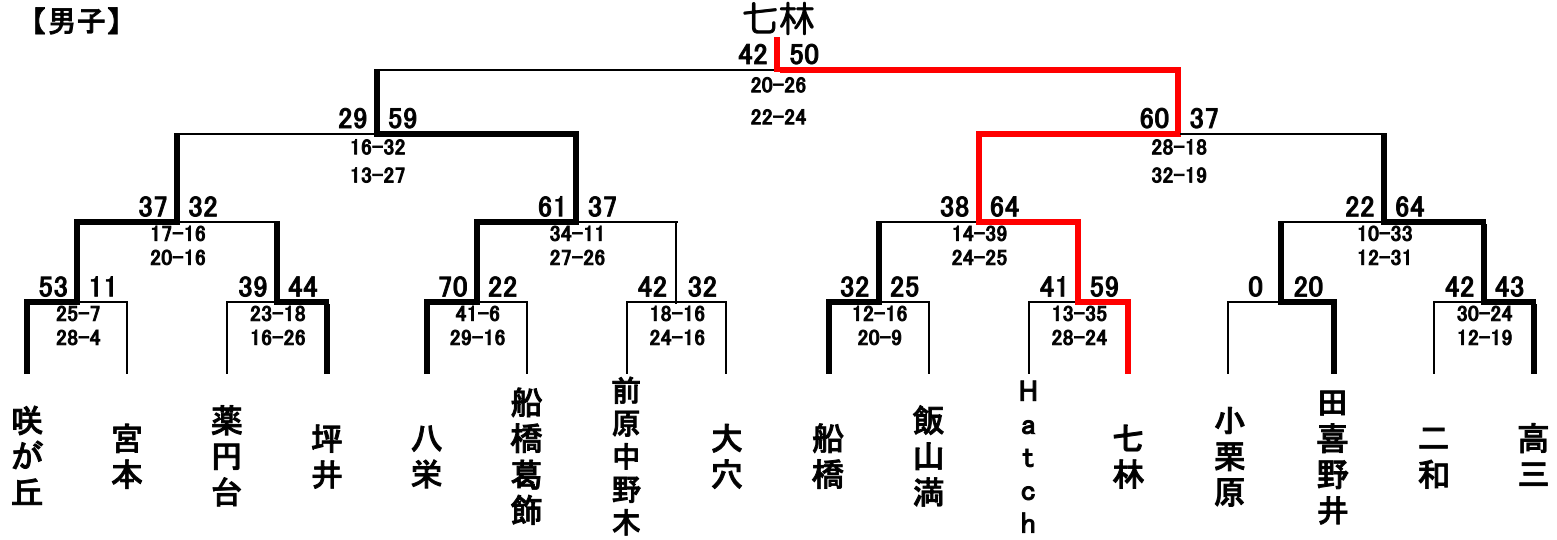 【男子】
七林
42 50
20-26
22-24
29 59
16-32
13-27
60 37
28-18
32-19
37 32
17-16
20-16
61 37
34-11
27-26
38 64
14-39
24-25
22 64
10-33
12-31
53 11
25-7
28-4
39 44
23-18
16-26
70 22
41-6
29-16
42 32
18-16
24-16
32 25
12-16
20-9
41 59
13-35
28-24
0 20
42 43
30-24
12-19
咲が丘
宮本
薬円台
坪井
八栄
船橋葛飾
前原中野木
大穴
船橋
飯山満
Hatch
七林
小栗原
田喜野井
二和
高三